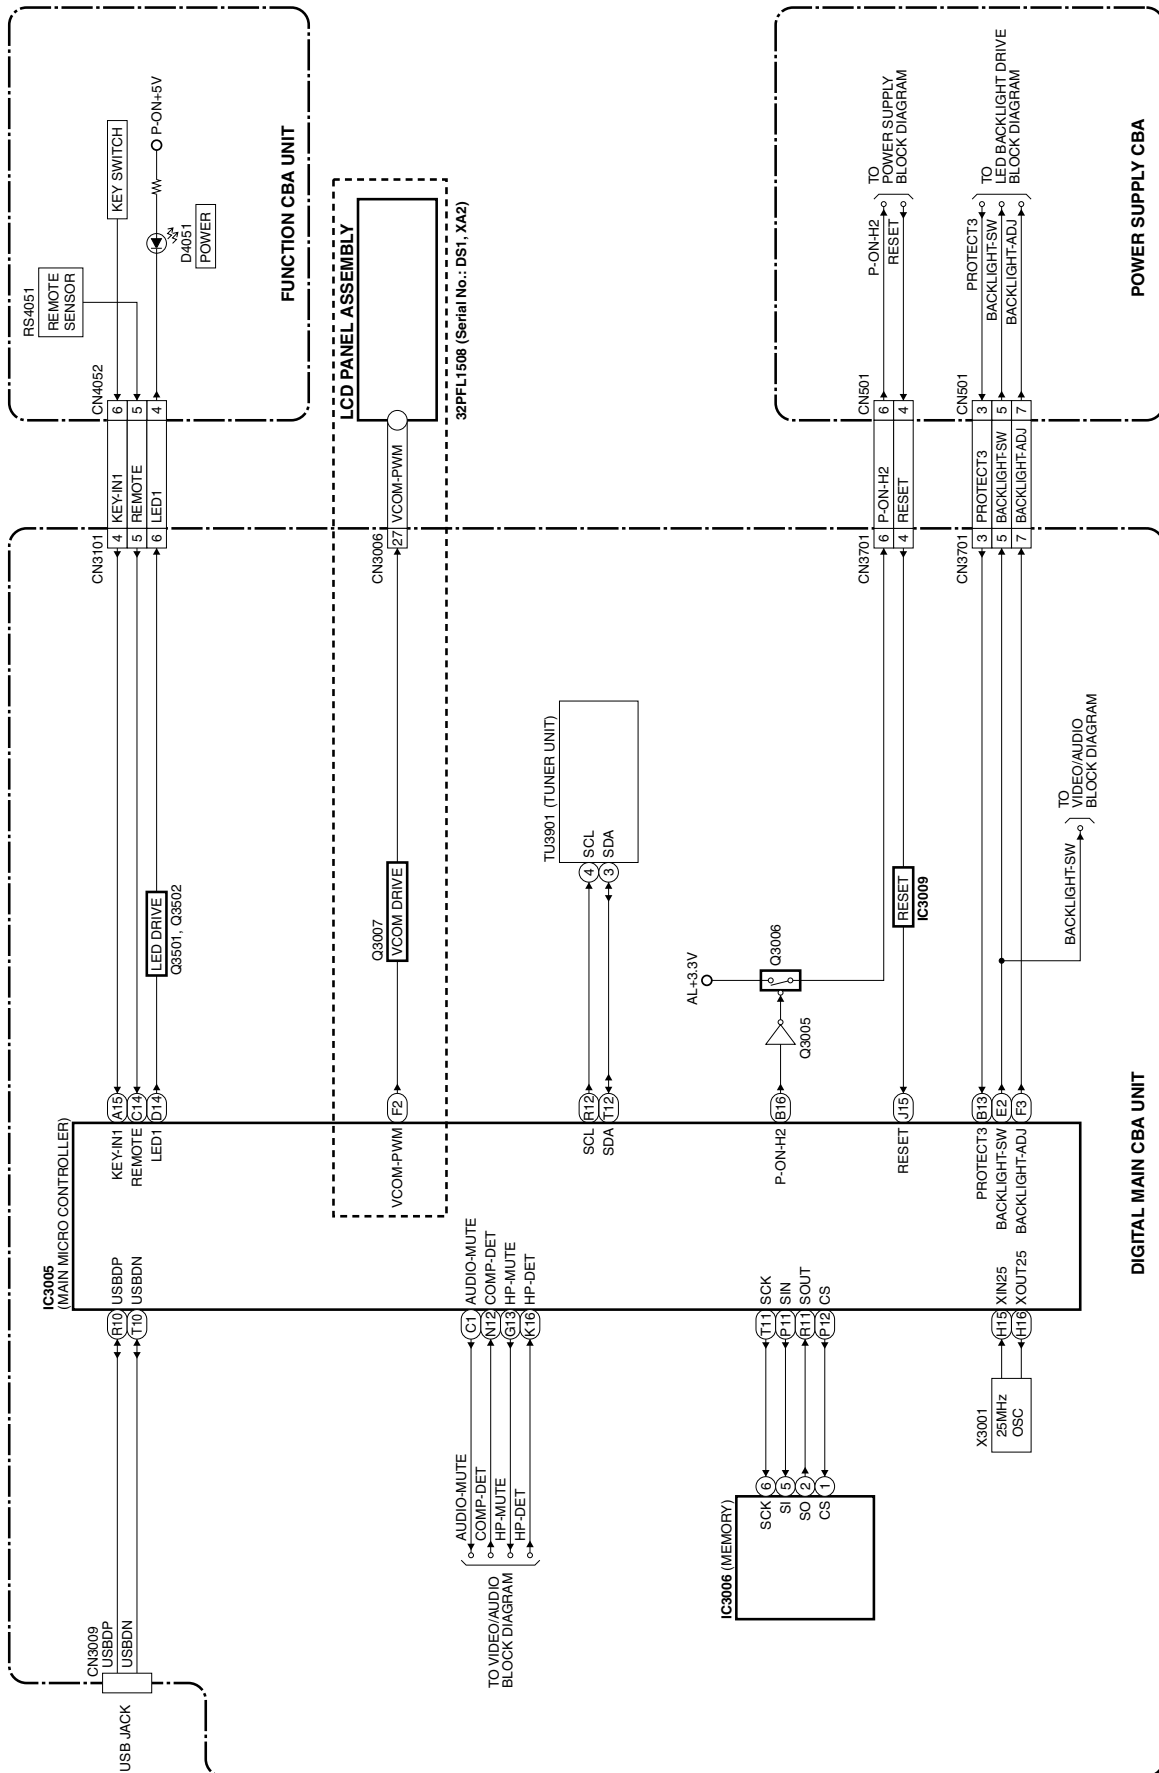 USB JACK
CN3009
USBDP
USBDN
IC3005
(MAIN MICRO CONTROLLER)
R10 USBDP
T10 USBDN
KEY-IN1 A15
REMOTE C14
LED1 D14
LED DRIVE
Q3501, Q3502
CN3101
4 KEY-IN1 6
5 REMOTE 5
6 LED1 4
CN4052
RS4051
REMOTE
SENSOR
KEY SWITCH
D4051
POWER
P-ON+5V
FUNCTION CBA UNIT
VCOM-PWM F2
Q3007
VCOM DRIVE
CN3006
27 VCOM-PWM
LCD PANEL ASSEMBLY
32PFL1508 (Serial No.: DS1, XA2)
TO VIDEO/AUDIO
BLOCK DIAGRAM
AUDIO-MUTE
COMP-DET
HP-MUTE
HP-DET
C1 AUDIO-MUTE
N12 COMP-DET
G13 HP-MUTE
K16 HP-DET
SCL R12
SDA T12
TU3901 (TUNER UNIT)
4 SCL
3 SDA
IC3006 (MEMORY)
SCK 6
SI 5
SO 2
CS 1
T11 SCK
P11 SIN
R11 SOUT
P12 CS
P-ON-H2 B16
Q3005
AL+3.3V
Q3006
RESET J15
RESET
IC3009
CN3701
6 P-ON-H2 6
4 RESET 4
CN501
P-ON-H2
RESET
TO
POWER SUPPLY
BLOCK DIAGRAM
X3001
25MHz
OSC
H15 XIN25
H16 XOUT25
PROTECT3 B13
BACKLIGHT-SW E2
BACKLIGHT-ADJ F3
BACKLIGHT-SW
TO
VIDEO/AUDIO
BLOCK DIAGRAM
CN3701
3 PROTECT3 3
5 BACKLIGHT-SW 5
7 BACKLIGHT-ADJ 7
CN501
PROTECT3
BACKLIGHT-SW
BACKLIGHT-ADJ
TO
LED BACKLIGHT DRIVE
BLOCK DIAGRAM
DIGITAL MAIN CBA UNIT
POWER SUPPLY CBA